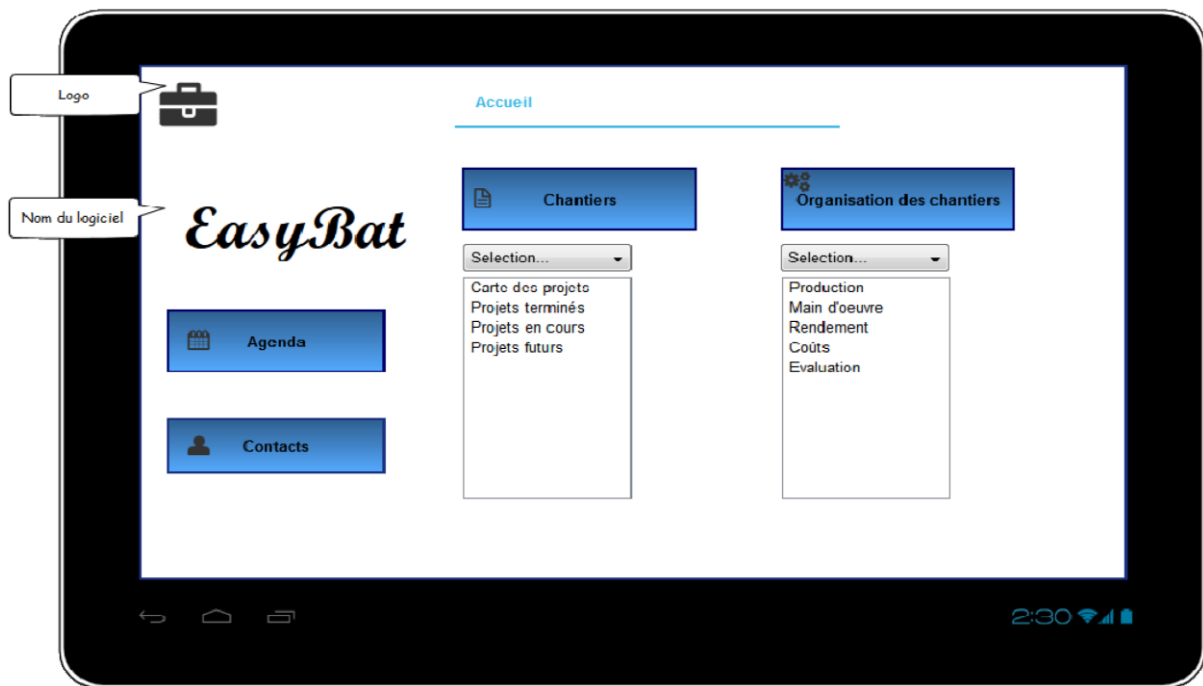 Logo
Accueil
Nom du logiciel
EasyBat
Chantiers
Organisation des chantiers
Selection...
Selection...
Carte des projets
Projets terminés
Projets en cours
Projets futurs
Production
Main d'oeuvre
Rendement
Coûts
Evaluation
Agenda
Contacts
2:30